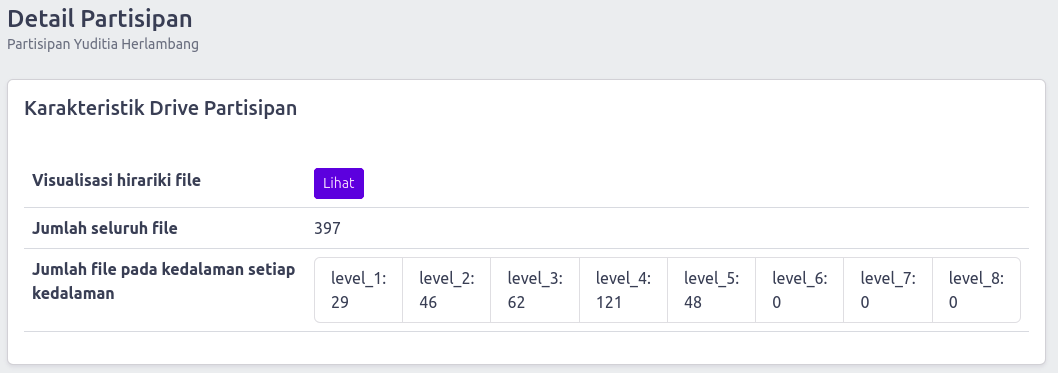 Detail Partisipan
Partisipan Yuditia Herlambang
Karakteristik Drive Partisipan
Visualisasi hirariki file
Lihat
Jumlah seluruh file
397
Jumlah file pada kedalaman setiap
kedalaman
level_1:
29
level_2:
46
level_3:
62
level_4:
121
level_5:
48
level_6:
0
level_7:
0
level_8:
0